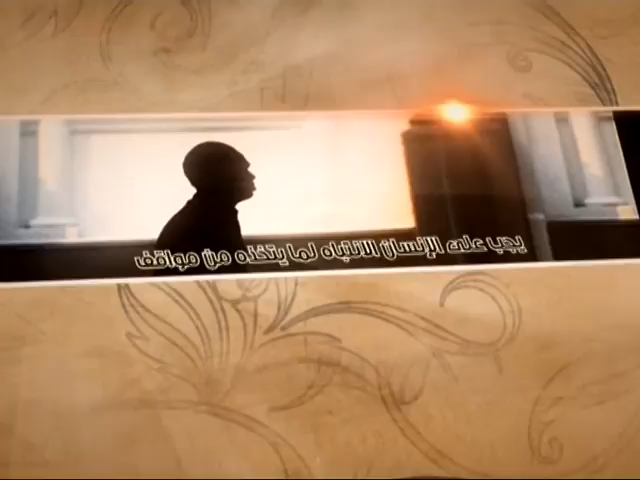 يجب على الإنسان الانتباه لما يتخذه من مواقف